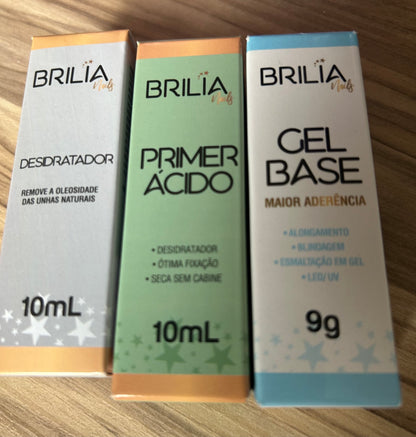 BRILIA
Nails
DESIDRATADOR
REMOVE A OLEOSIDADE
DAS UNHAS NATURAIS
10mL
BRILIA
Nails
PRIMER
ÁCIDO
• DESIDRATADOR
• ÓTIMA FIXAÇÃO
• SECA SEM CABINE
10mL
BRILIA
Nails
GEL
BASE
MAIOR ADERÊNCIA
• ALONGAMENTO
• BLINDAGEM
• ESMALTAÇÃO EM GEL
• LED/ UV
9g